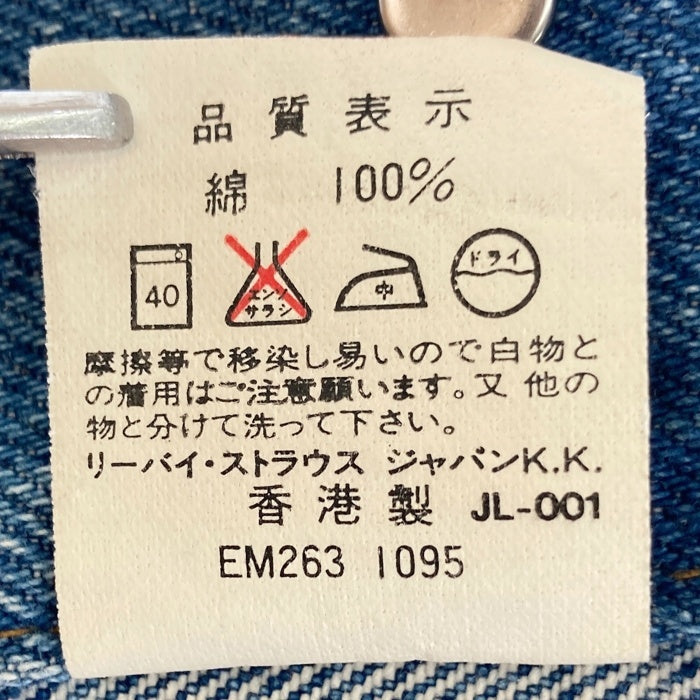 品質表示
綿 100%
40 エンソ 中 ドライ
サラシ
摩擦等で移染し易いので白物と
の着用はご注意願います。又他の
物と分けて洗って下さい。
リーバイ・ストラウス ジャパンK.K.
香港製 JL-001
EM263 1095